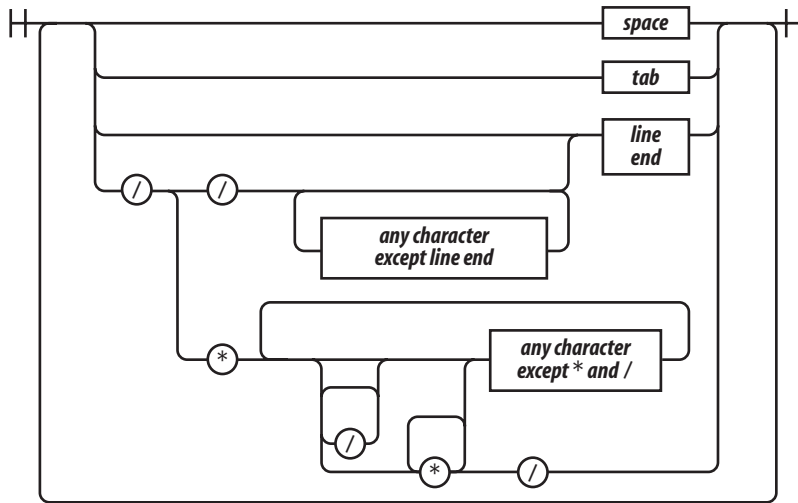 space
tab
line
end
/ /
any character
except line end
*
any character
except * and /
/
* /